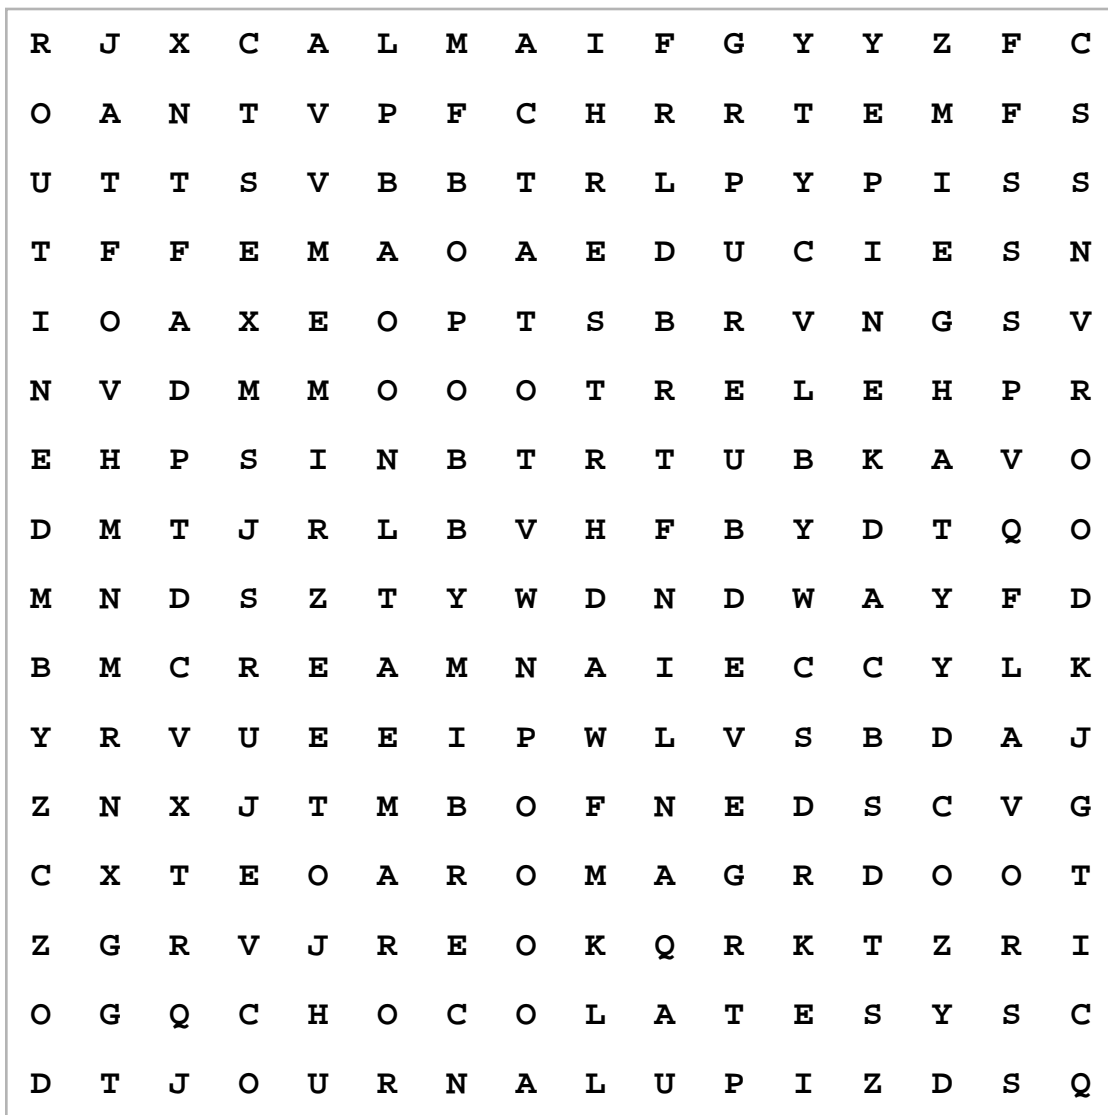 R J X C A L M A I F G Y Y Z F C
O A N T V P F C H R R T E M F S
U T T S V B B T R L P Y P I S S
T F F E M A O A E D U C I E S N
I O A X E O P T S B R V N G S V
N V D M M O O O T R E L E H P R
E H P S I N B T R T U B K A V O
D M T J R L B V H F B Y D T Q O
M N D S Z T Y W D N D W A Y F D
B M C R E A M N A I E C C Y L K
Y R V U E E I P W L V S B D A J
Z N X J T M B O F N E D S C V G
C X T E O A R O M A G R D O O T
Z G R V J R E O K Q R K T Z R I
O G Q C H O C O L A T E S Y S C
D T J O U R N A L U P I Z D S Q